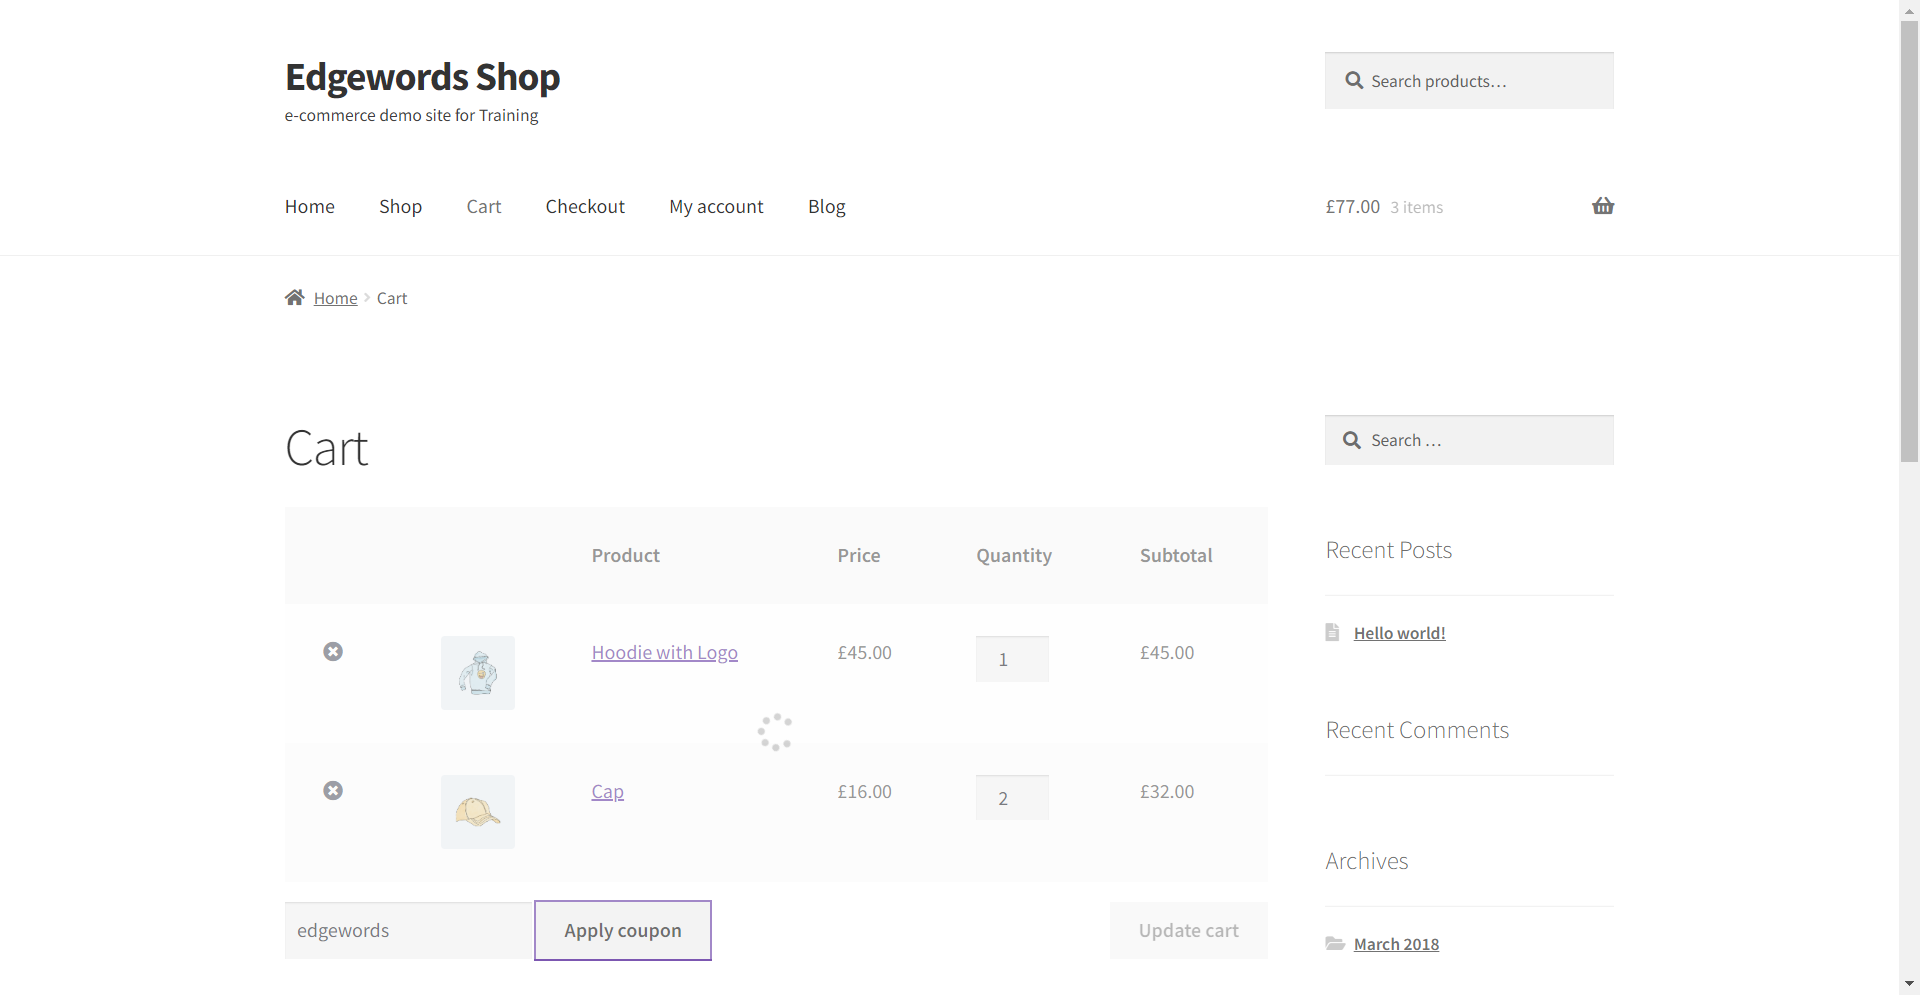 Edgewords Shop
e-commerce demo site for Training
Search products…
Home Shop Cart Checkout My account Blog
£77.00 3 items
Home Cart
Cart
Product Price Quantity Subtotal
Hoodie with Logo £45.00 1 £45.00
Cap £16.00 2 £32.00
edgewords Apply coupon Update cart
Search …
Recent Posts
Hello world!
Recent Comments
Archives
March 2018